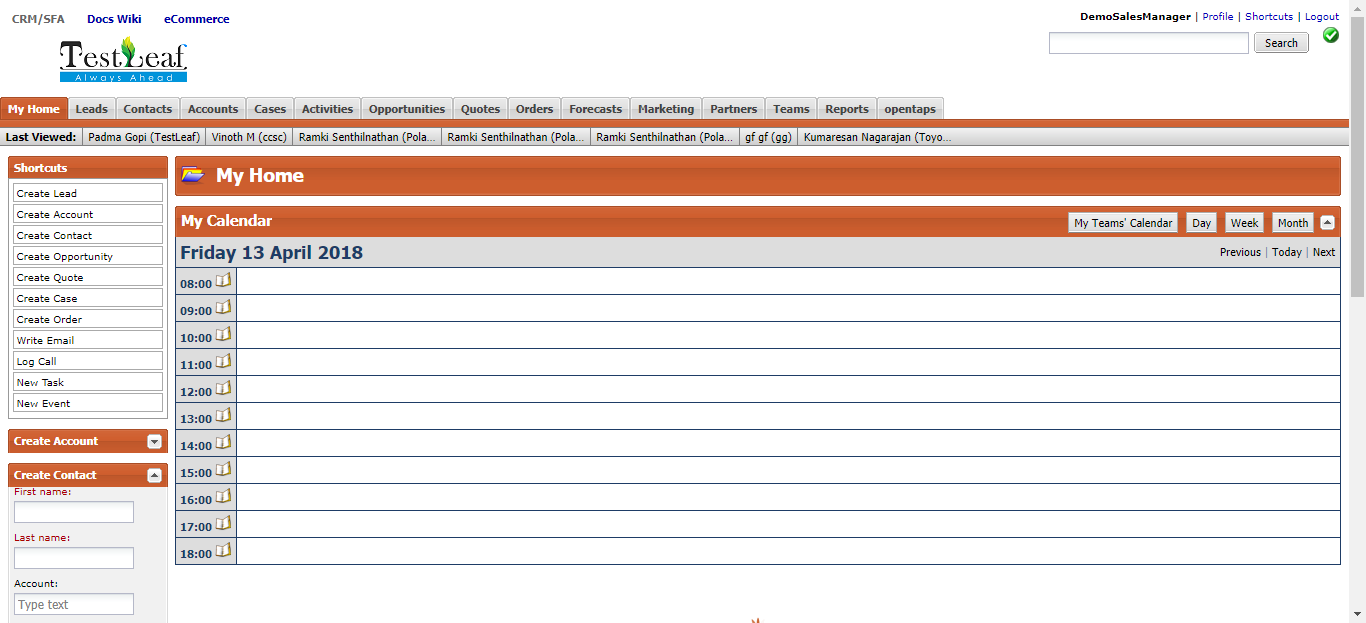 CRM/SFA Docs Wiki eCommerce
DemoSalesManager | Profile | Shortcuts | Logout
TestLeaf
Always Ahead
Search
My Home Leads Contacts Accounts Cases Activities Opportunities Quotes Orders Forecasts Marketing Partners Teams Reports opentaps
Last Viewed: Padma Gopi (TestLeaf) Vinoth M (ccsc) Ramki Senthilnathan (Pola... Ramki Senthilnathan (Pola... Ramki Senthilnathan (Pola... gf gf (gg) Kumaresan Nagarajan (Toyo...
Shortcuts
Create Lead
Create Account
Create Contact
Create Opportunity
Create Quote
Create Case
Create Order
Write Email
Log Call
New Task
New Event
Create Account
Create Contact
First name:
Last name:
Account:
Type text
My Home
My Calendar My Teams' Calendar Day Week Month
Friday 13 April 2018 Previous | Today | Next
08:00
09:00
10:00
11:00
12:00
13:00
14:00
15:00
16:00
17:00
18:00